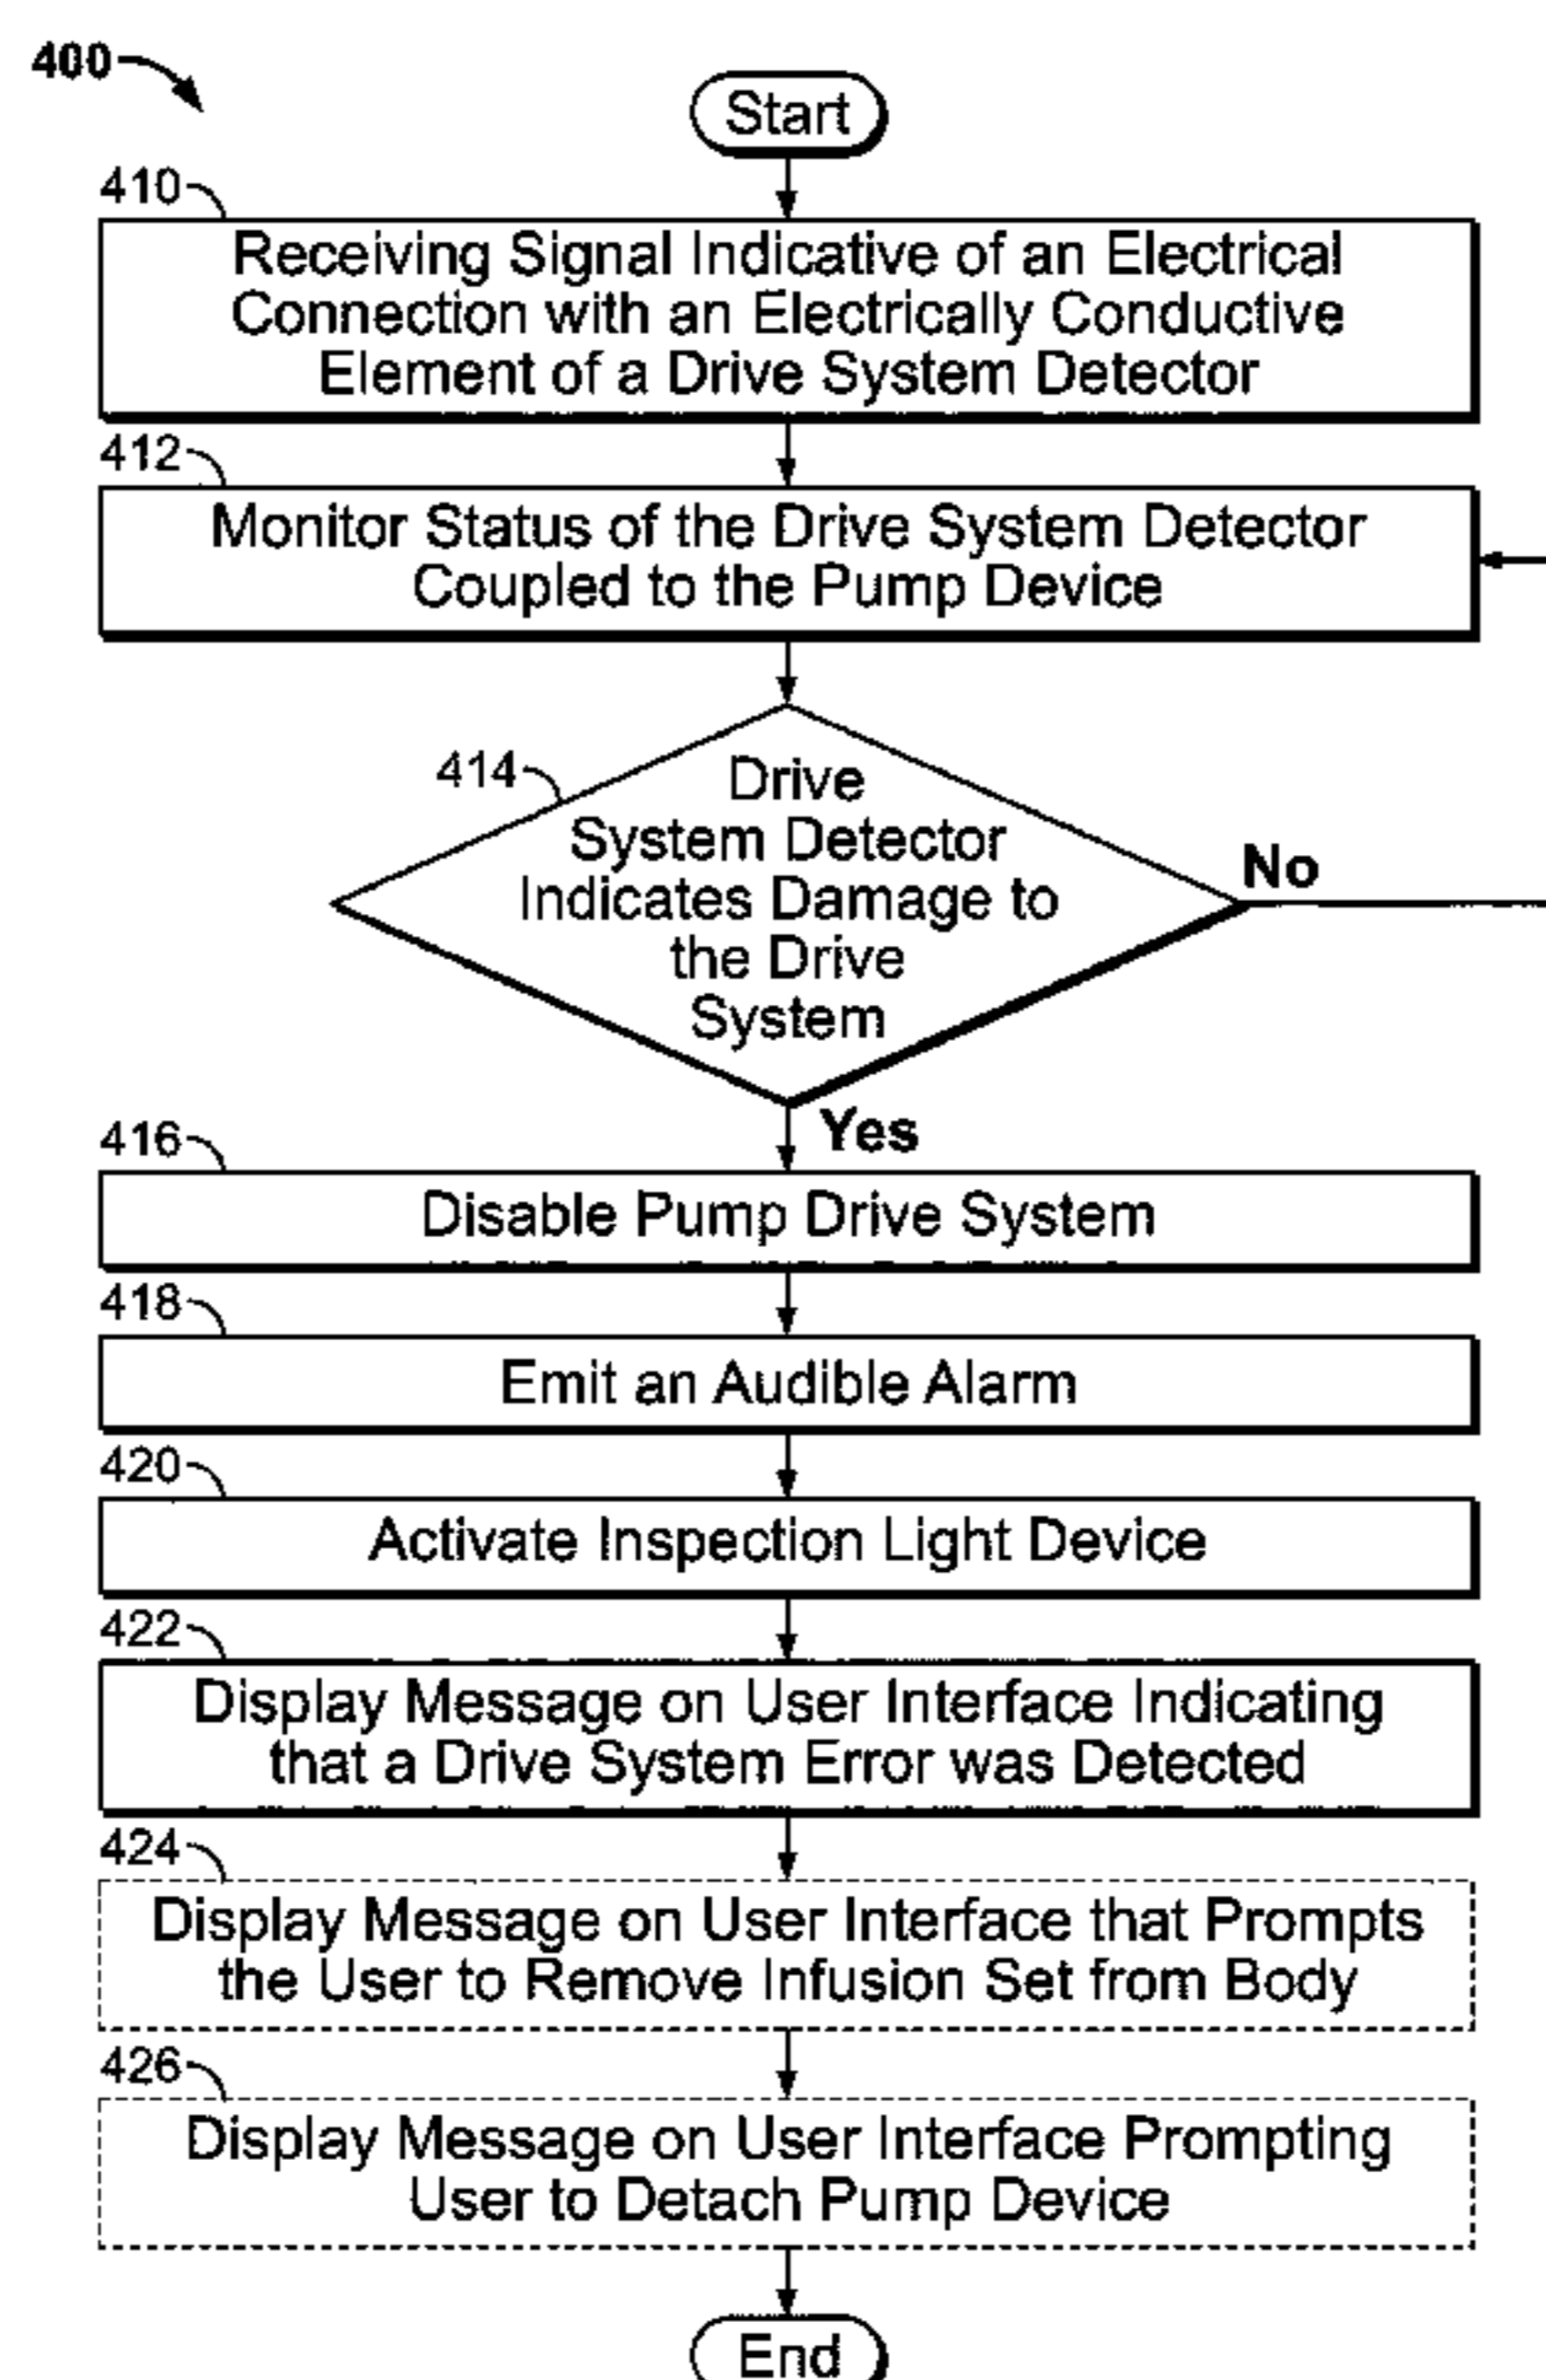 400
Start
410
Receiving Signal Indicative of an Electrical
Connection with an Electrically Conductive
Element of a Drive System Detector
412
Monitor Status of the Drive System Detector
Coupled to the Pump Device
414
Drive
System Detector
Indicates Damage to
the Drive
System
No
Yes
416
Disable Pump Drive System
418
Emit an Audible Alarm
420
Activate Inspection Light Device
422
Display Message on User Interface Indicating
that a Drive System Error was Detected
424
Display Message on User Interface that Prompts
the User to Remove Infusion Set from Body
426
Display Message on User Interface Prompting
User to Detach Pump Device
End